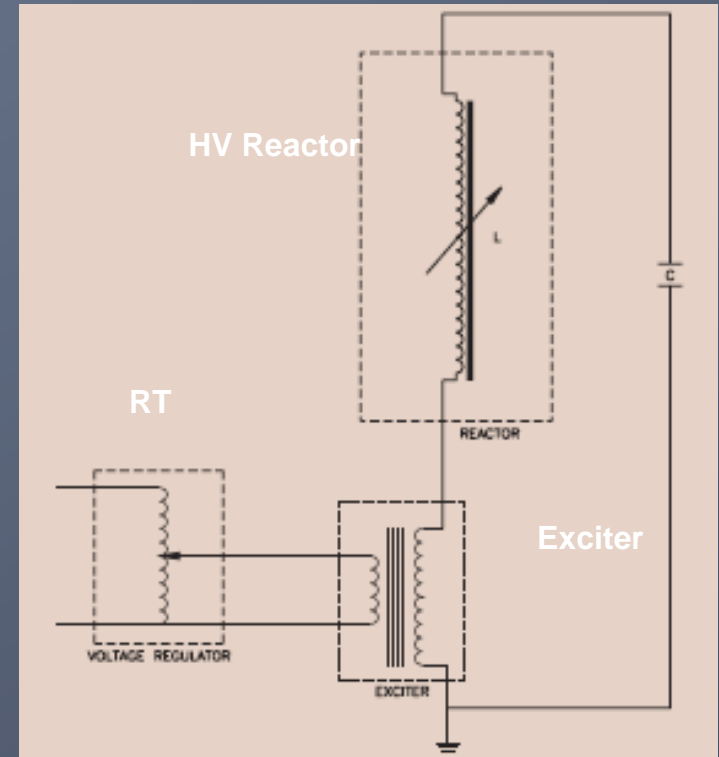 HV Reactor
L
C
RT
REACTOR
Exciter
VOLTAGE REGULATOR
EXCITER